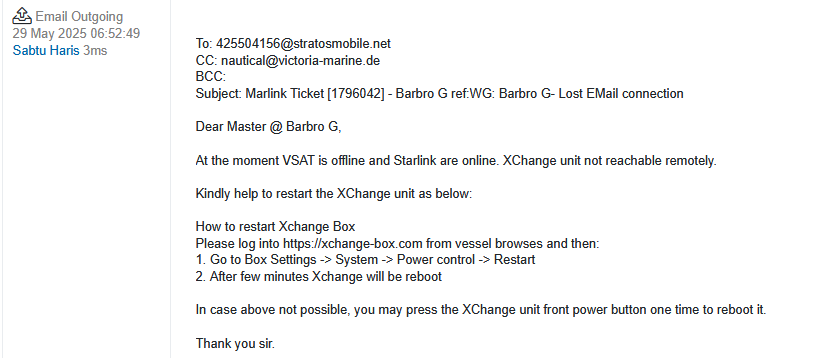 Email Outgoing
29 May 2025 06:52:49
Sabtu Haris 3ms
To: 425504156@stratosmobile.net
CC: nautical@victoria-marine.de
BCC:
Subject: Marlink Ticket [1796042] - Barbro G ref:WG: Barbro G- Lost EMail connection
Dear Master @ Barbro G,
At the moment VSAT is offline and Starlink are online. XChange unit not reachable remotely.
Kindly help to restart the XChange unit as below:
How to restart Xchange Box
Please log into https://xchange-box.com from vessel browses and then:
1. Go to Box Settings -> System -> Power control -> Restart
2. After few minutes Xchange will be reboot
In case above not possible, you may press the XChange unit front power button one time to reboot it.
Thank you sir.